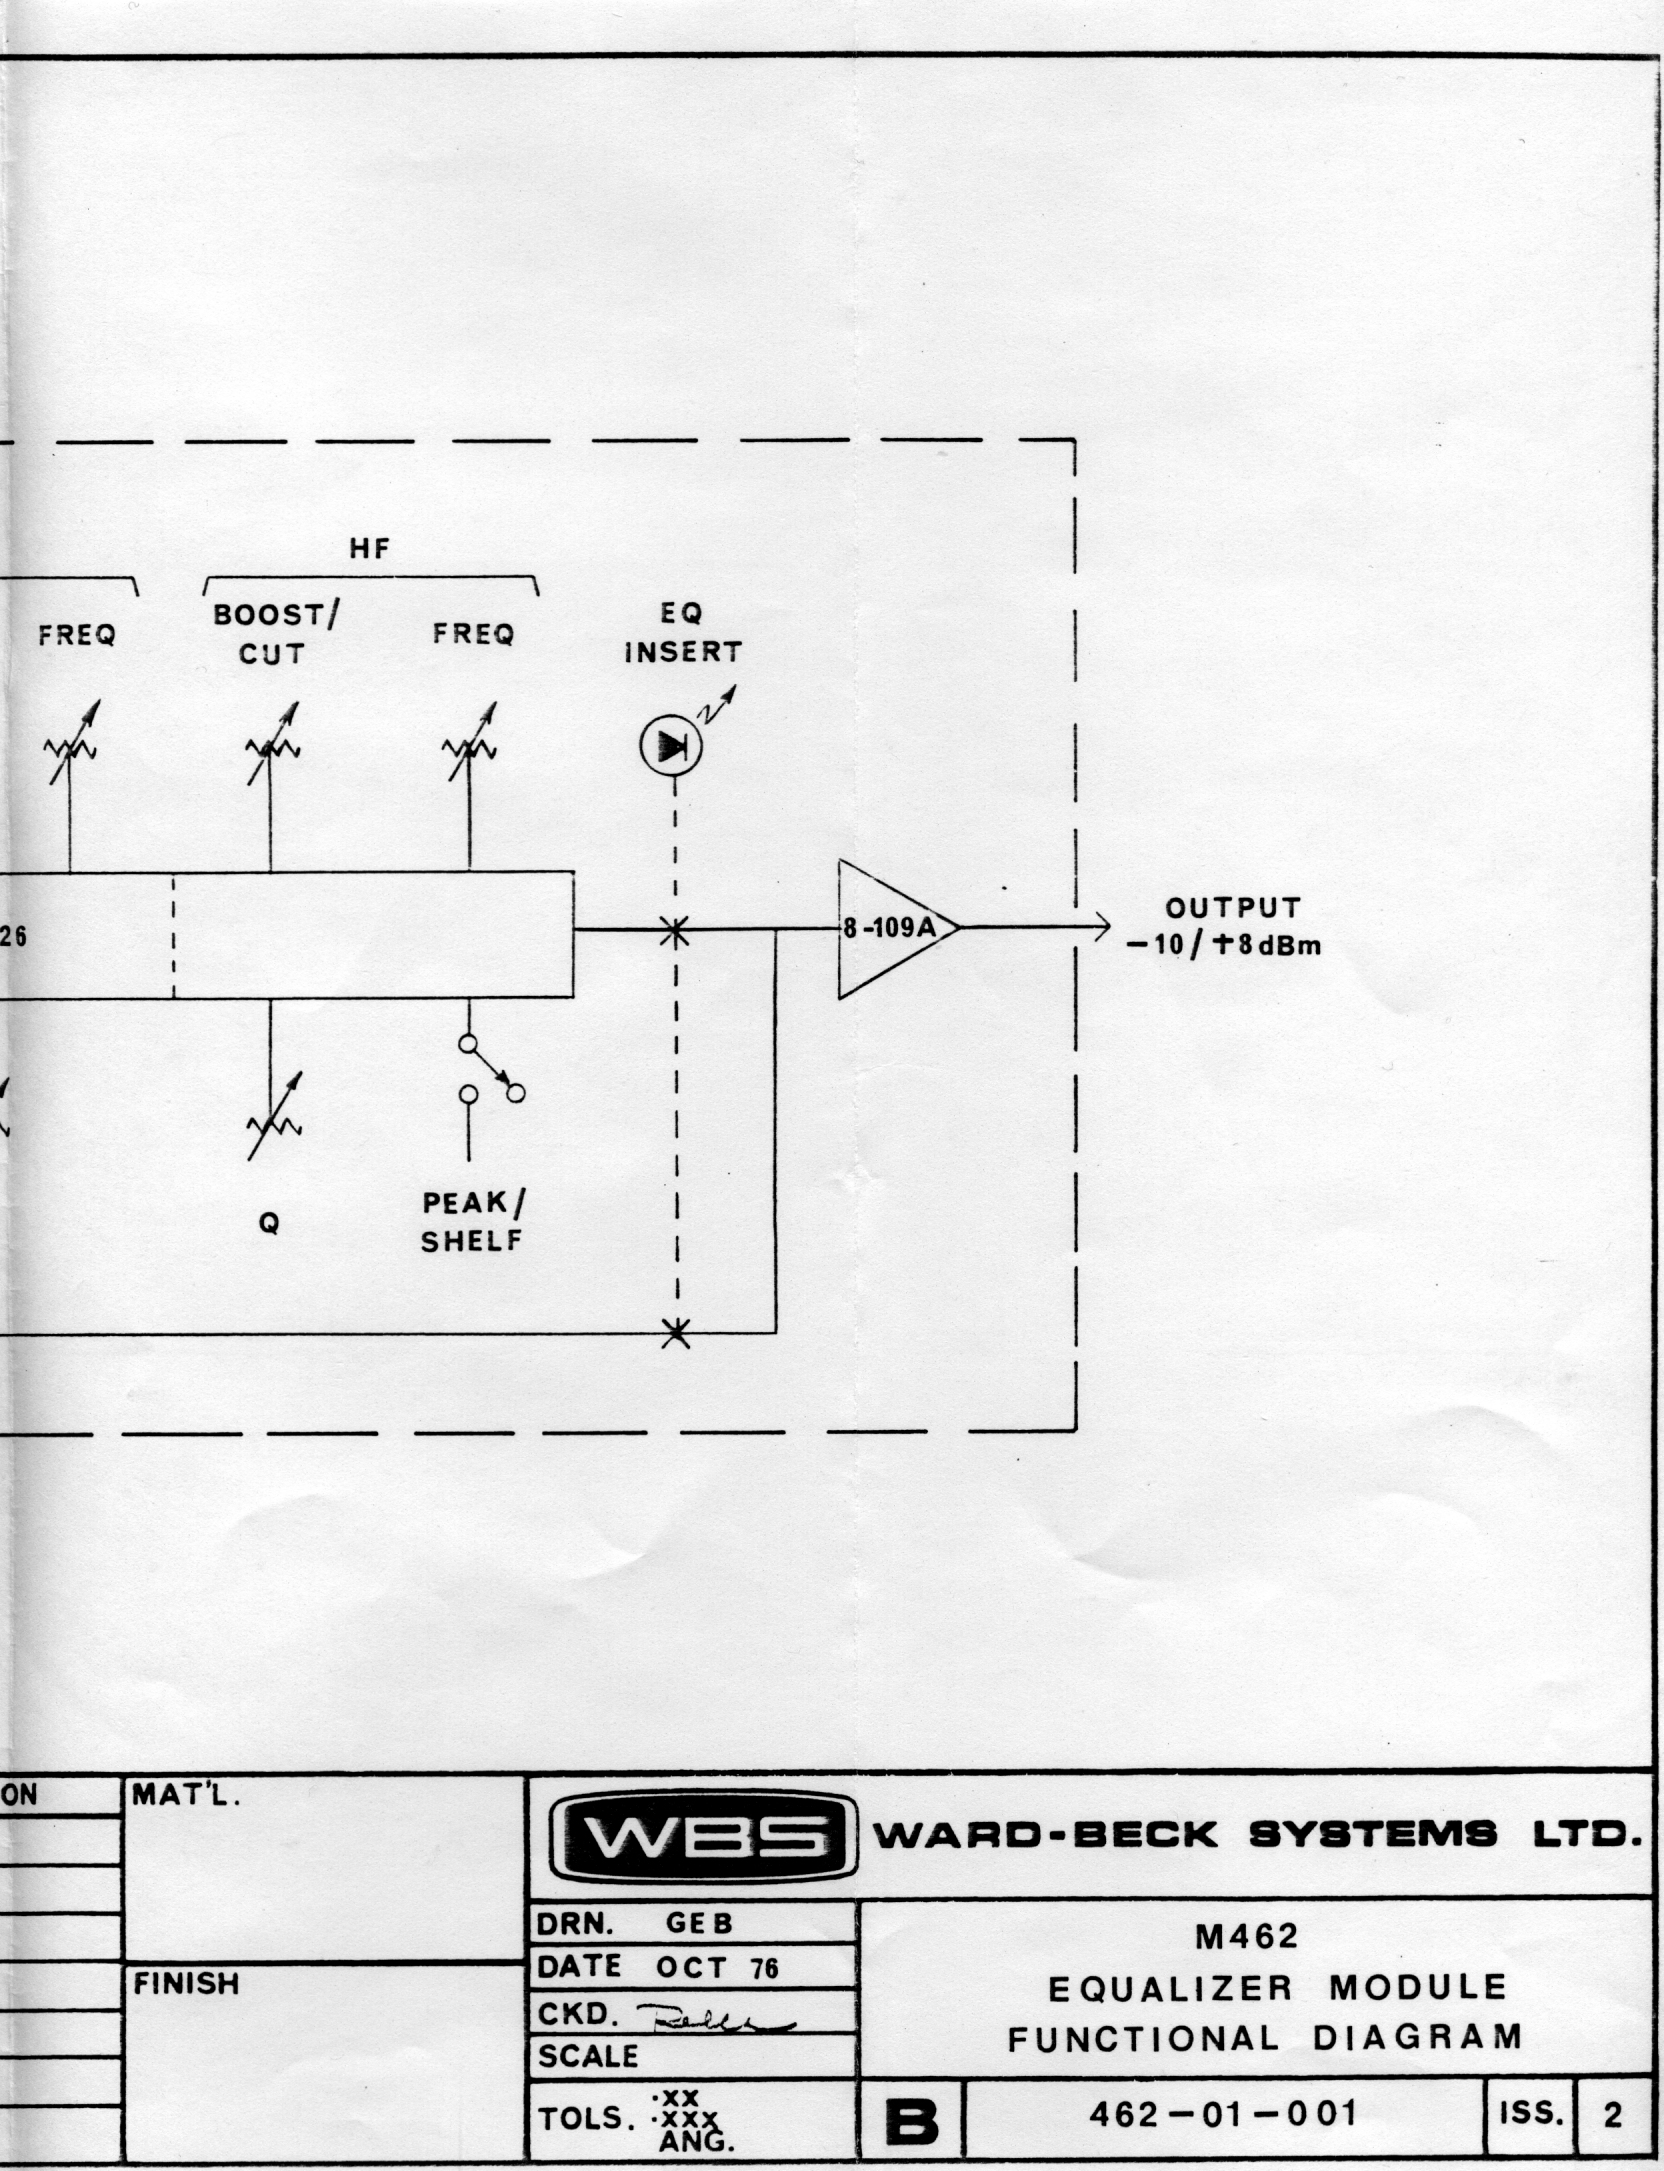 HF
FREQ
BOOST/
CUT
FREQ
EQ
INSERT
26
8-109A
OUTPUT
-10/+8dBm
Q
PEAK/
SHELF
ON
MAT'L.
FINISH
WBS
WARD-BECK SYSTEMS LTD.
DRN. GEB
DATE OCT 76
CKD.
SCALE
TOLS. .XX
.XXX
ANG.
M462
EQUALIZER MODULE
FUNCTIONAL DIAGRAM
B
462-01-001
ISS.
2